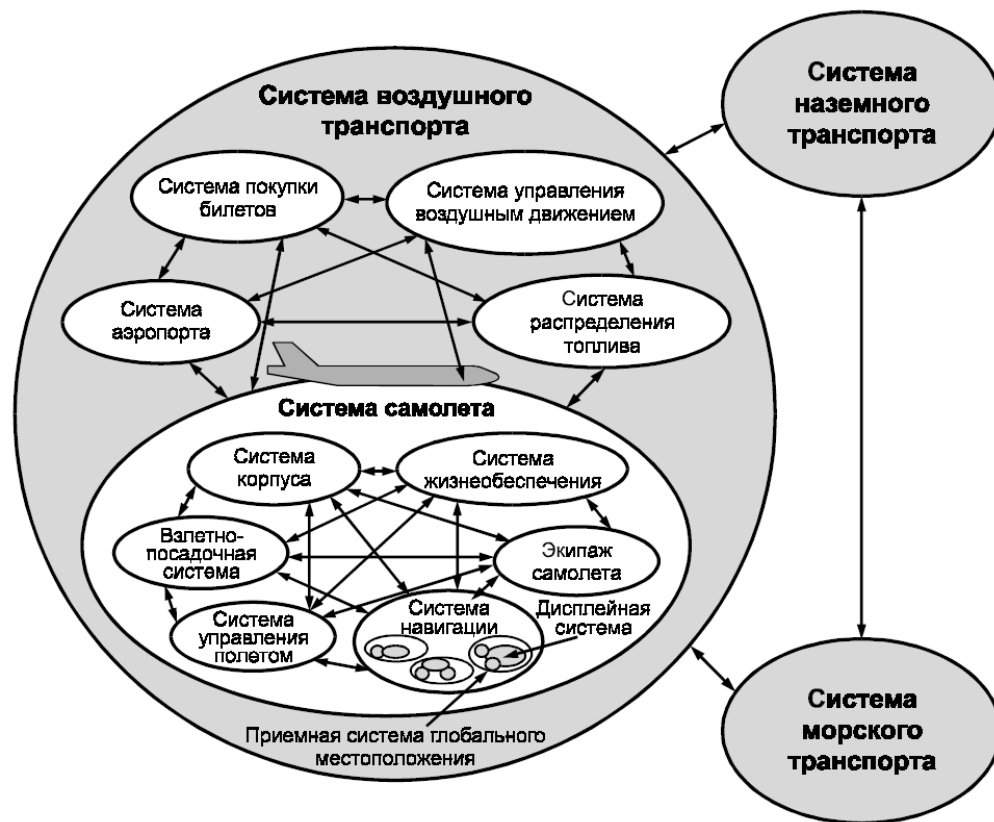 Система воздушного
транспорта
Система
наземного
транспорта
Система покупки
билетов
Система управления
воздушным движением
Система
аэропорта
Система
распределения
топлива
Система самолета
Система
корпуса
Система
жизнеобеспечения
Взлетно-
посадочная
система
Экипаж
самолета
Система
управления
полетом
Система
навигации
Дисплейная
система
Приемная система глобального
местоположения
Система
морского
транспорта